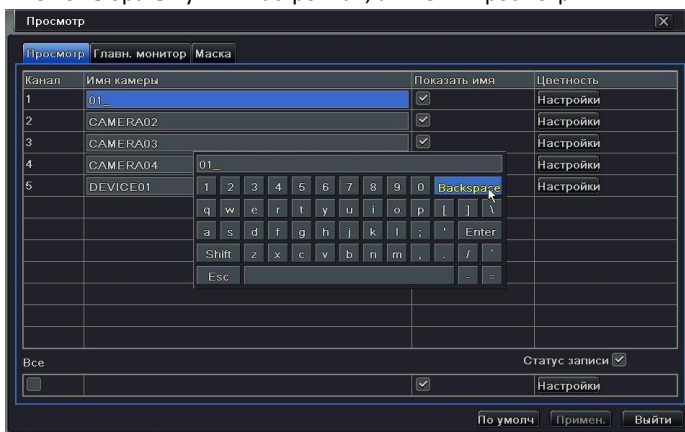 Просмотр
Просмотр Главн. монитор Маска
Канал Имя камеры Показать имя Цветность
1 01_ Настройки
2 CAMERA02 Настройки
3 CAMERA03 Настройки
4 CAMERA04 Настройки
5 DEVICE01 Настройки
01_
1 2 3 4 5 6 7 8 9 0 Backspace
q w e r t y u i o p [ ] \
a s d f g h j k l ; ' Enter
Shift z x c v b n m , . / `
Esc - =
Все Статус записи
Настройки
По умолч Примен. Выйти